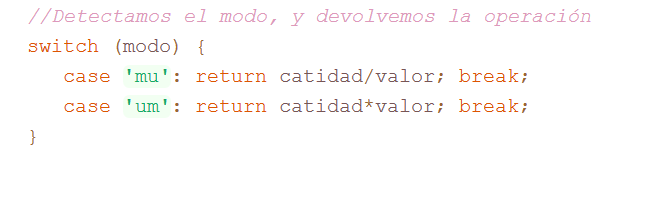 //Detectamos el modo, y devolvemos la operación
switch (modo) {
case 'mu': return catidad/valor; break;
case 'um': return catidad*valor; break;
}